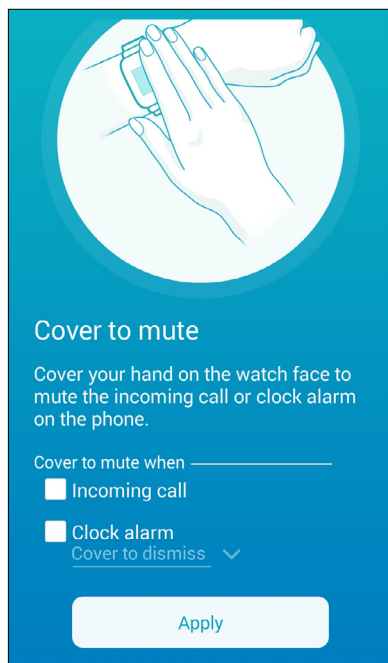 Cover to mute
Cover your hand on the watch face to
mute the incoming call or clock alarm
on the phone.
Cover to mute when
Incoming call
Clock alarm
Cover to dismiss
Apply